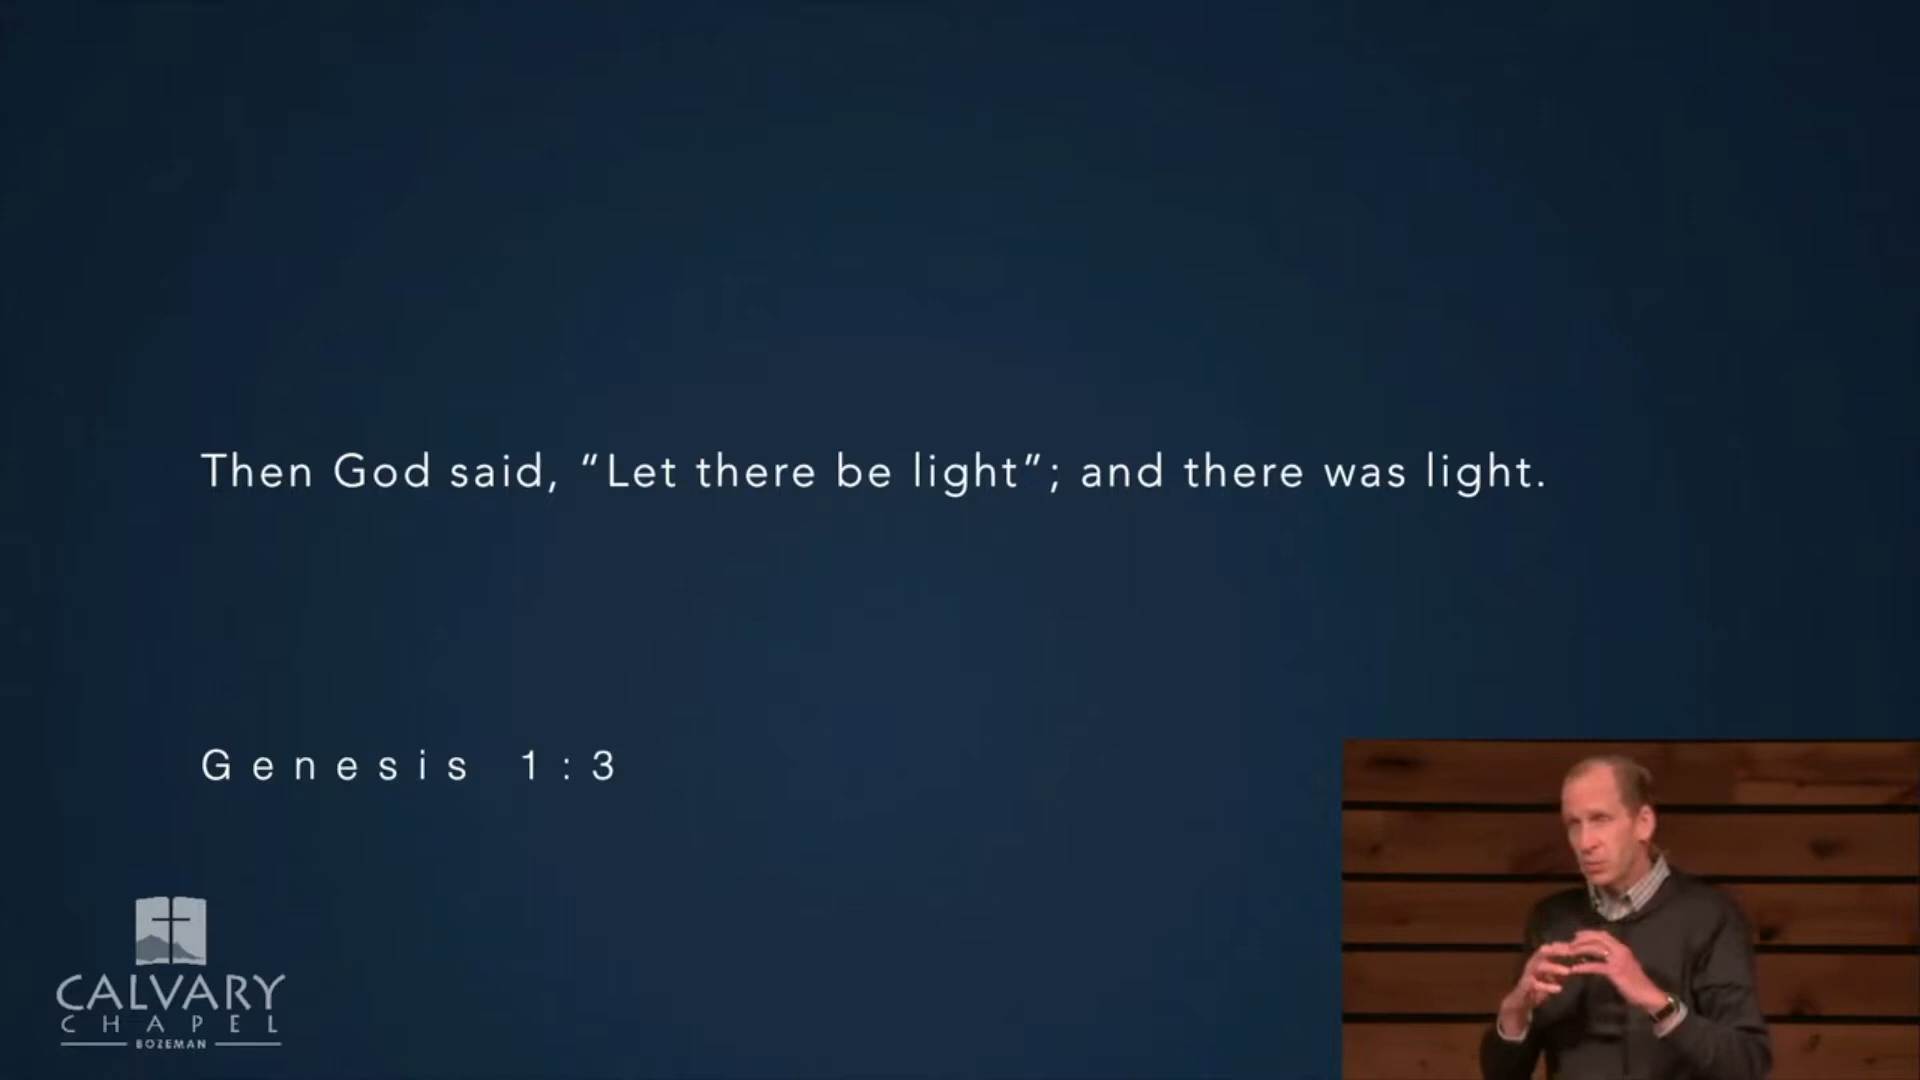 Then God said, “Let there be light”; and there was light.
Genesis 1:3
CALVARY
CHAPEL
BOZEMAN